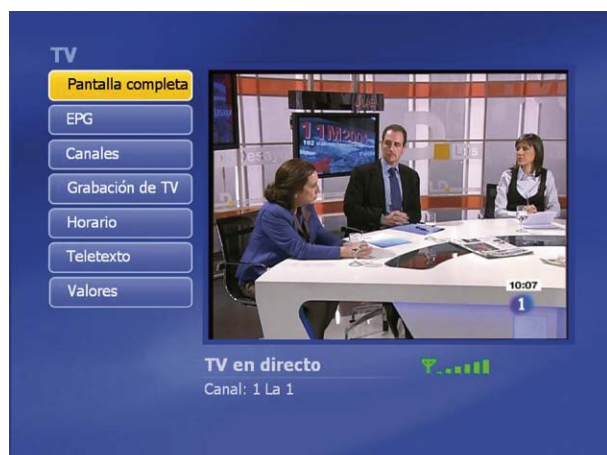 TV
Pantalla completa
EPG
Canales
Grabación de TV
Horario
Teletexto
Valores
10:07
1
TV en directo
Canal: 1 La 1